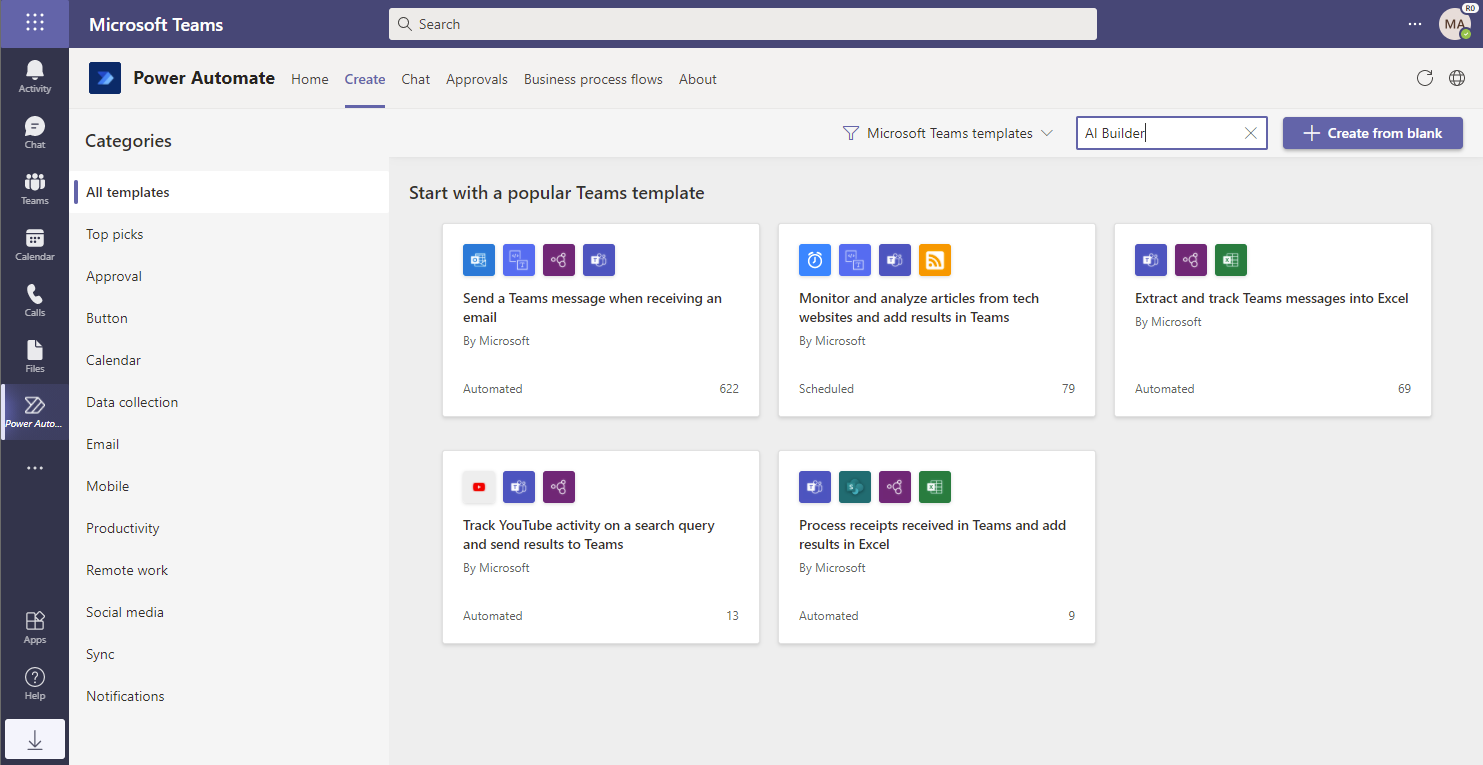 Microsoft Teams
Search
MA
R0
Activity
Chat
Teams
Calendar
Calls
Files
Power Auto...
Apps
Help
Power Automate
Home
Create
Chat
Approvals
Business process flows
About
Categories
All templates
Top picks
Approval
Button
Calendar
Data collection
Email
Mobile
Productivity
Remote work
Social media
Sync
Notifications
Microsoft Teams templates
AI Builder
Create from blank
Start with a popular Teams template
Send a Teams message when receiving an
email
By Microsoft
Automated
622
Monitor and analyze articles from tech
websites and add results in Teams
By Microsoft
Scheduled
79
Extract and track Teams messages into Excel
By Microsoft
Automated
69
Track YouTube activity on a search query
and send results to Teams
By Microsoft
Automated
13
Process receipts received in Teams and add
results in Excel
By Microsoft
Automated
9